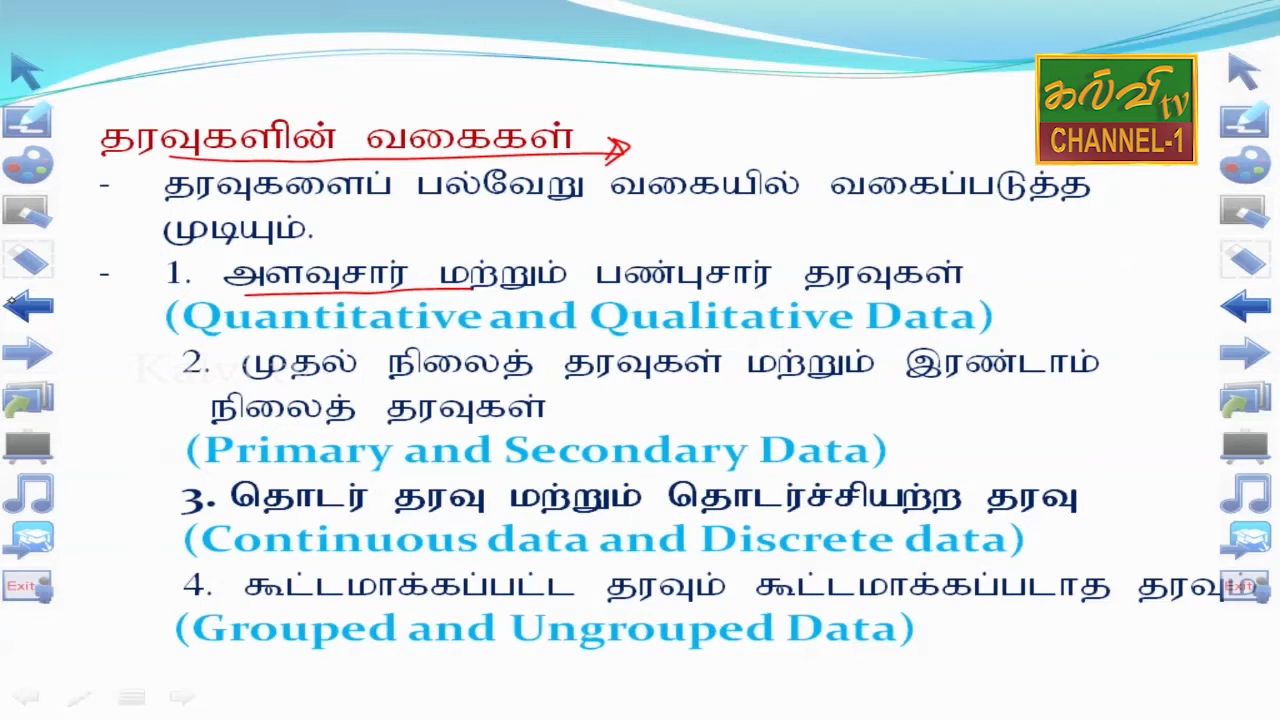 கல்வி tv
CHANNEL-1
தரவுகளின் வகைகள்
- தரவுகளைப் பல்வேறு வகையில் வகைப்படுத்த
முடியும்.
- 1. அளவுசார் மற்றும் பண்புசார் தரவுகள்
(Quantitative and Qualitative Data)
2. முதல் நிலைத் தரவுகள் மற்றும் இரண்டாம்
நிலைத் தரவுகள்
(Primary and Secondary Data)
3. தொடர் தரவு மற்றும் தொடர்ச்சியற்ற தரவு
(Continuous data and Discrete data)
4. கூட்டமாக்கப்பட்ட தரவும் கூட்டமாக்கப்படாத தரவும்
(Grouped and Ungrouped Data)
Exit
Exit